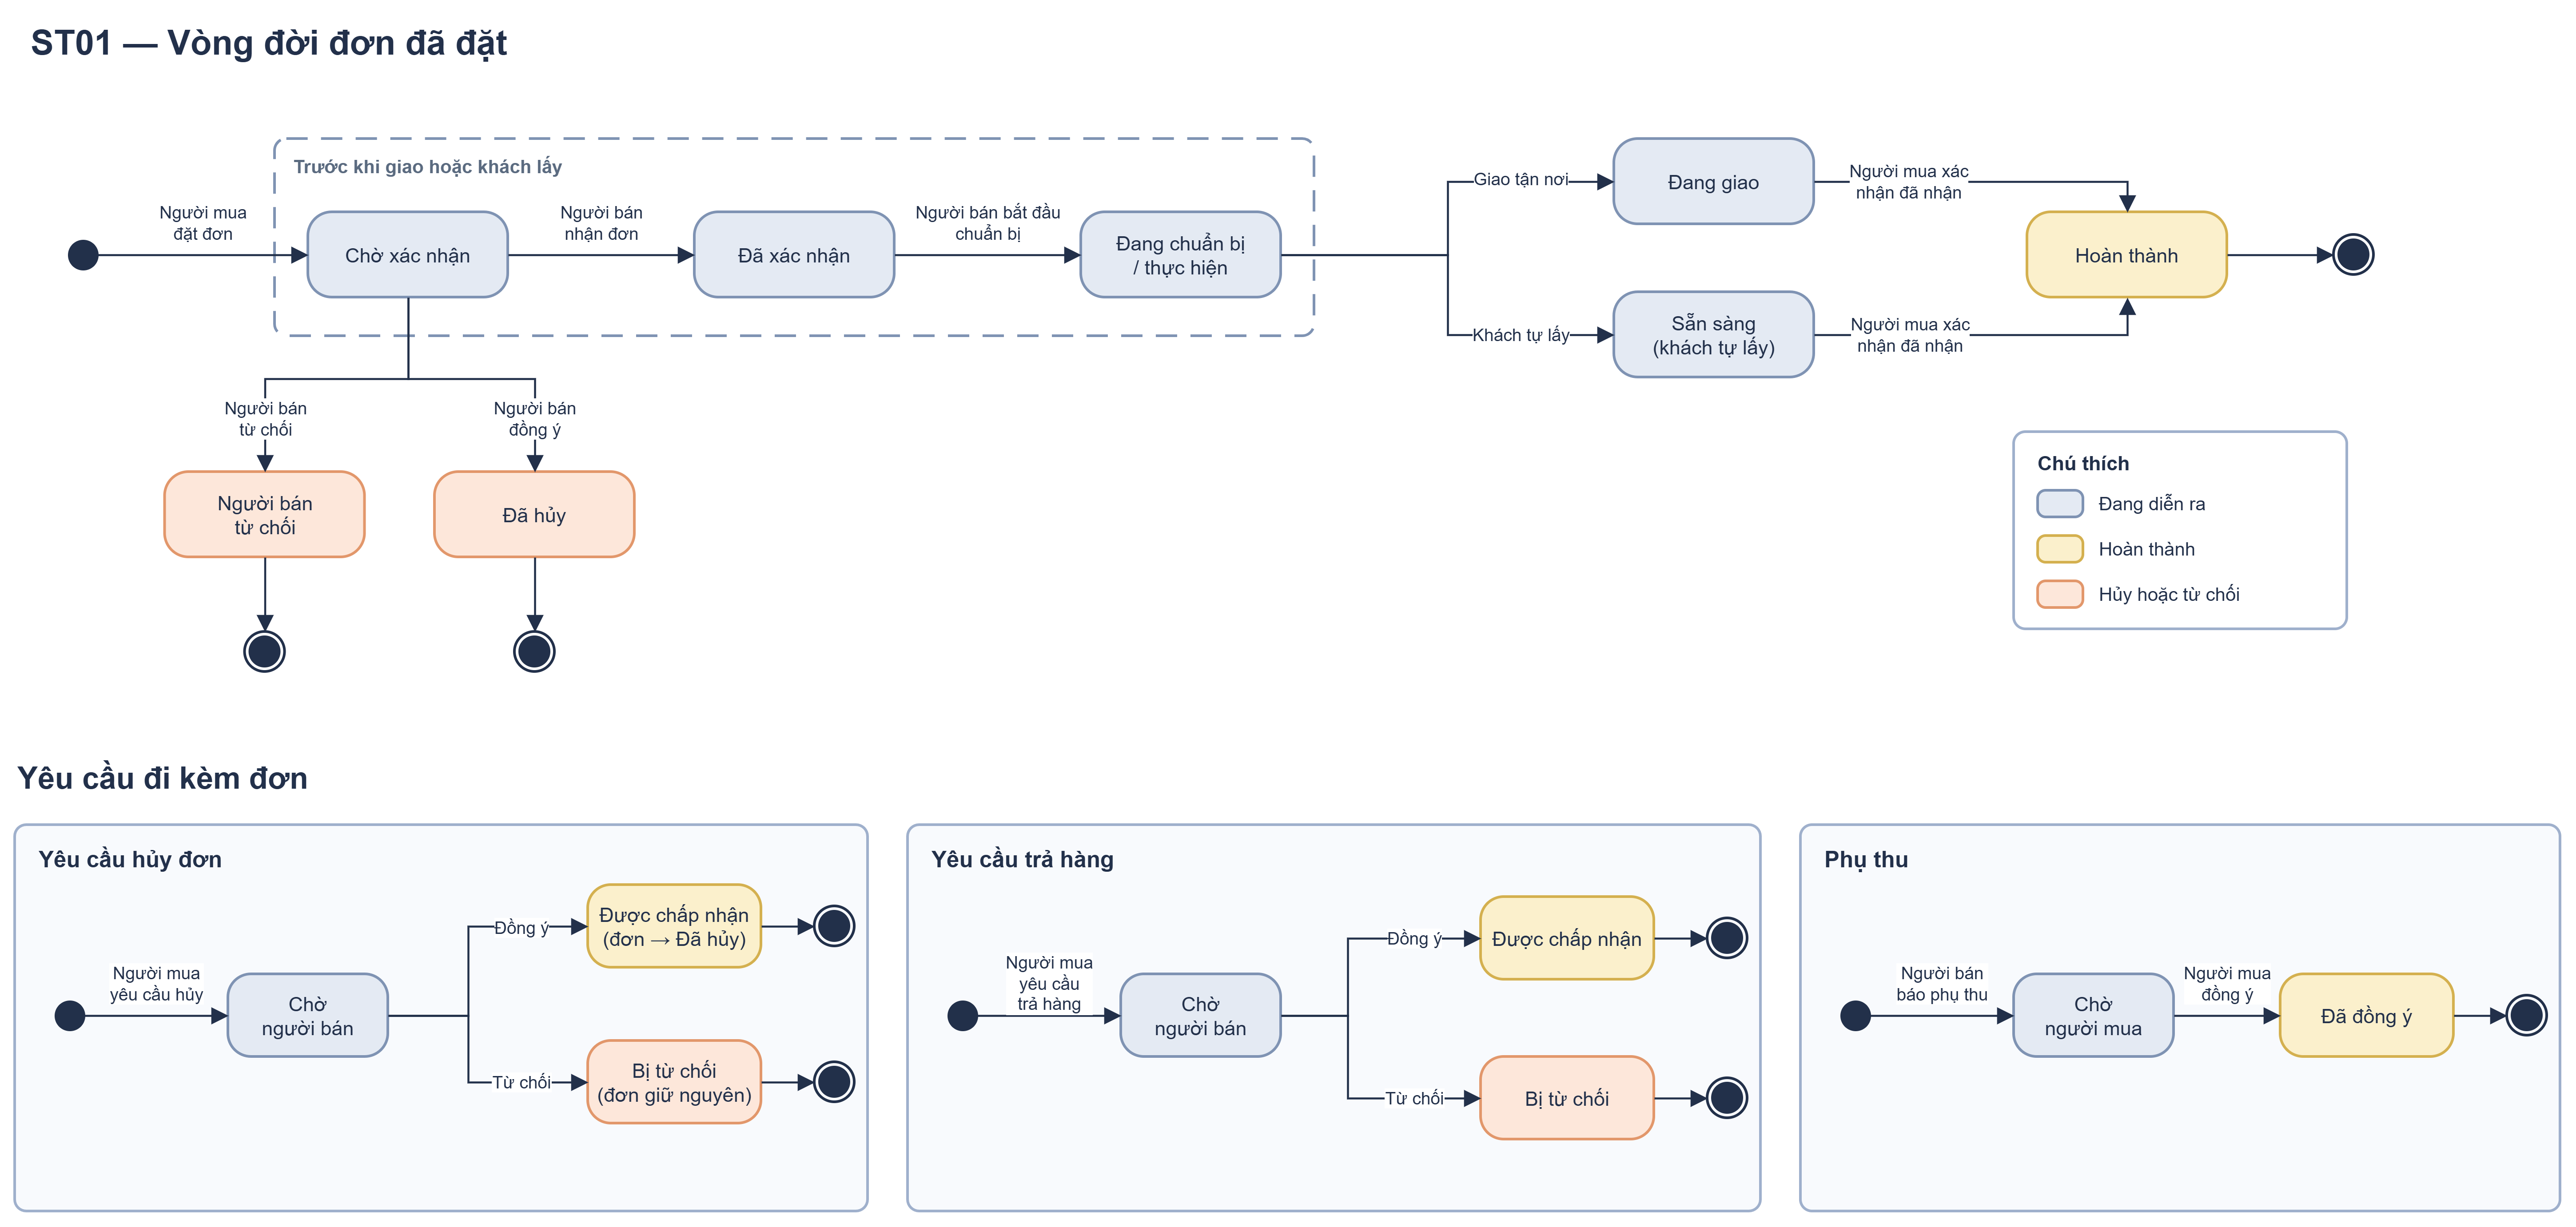 ST01 — Vòng đời đơn đã đặt
Trước khi giao hoặc khách lấy
Người mua
đặt đơn
Chờ xác nhận
Người bán
nhận đơn
Đã xác nhận
Người bán bắt đầu
chuẩn bị
Đang chuẩn bị
/ thực hiện
Giao tận nơi
Đang giao
Người mua xác
nhận đã nhận
Khách tự lấy
Sẵn sàng
(khách tự lấy)
Người mua xác
nhận đã nhận
Hoàn thành
Người bán
từ chối
Người bán
đồng ý
Người bán
từ chối
Đã hủy
Chú thích
Đang diễn ra
Hoàn thành
Hủy hoặc từ chối
Yêu cầu đi kèm đơn
Yêu cầu hủy đơn
Người mua
yêu cầu hủy
Chờ
người bán
Đồng ý
Được chấp nhận
(đơn → Đã hủy)
Từ chối
Bị từ chối
(đơn giữ nguyên)
Yêu cầu trả hàng
Người mua
yêu cầu
trả hàng
Chờ
người bán
Đồng ý
Được chấp nhận
Từ chối
Bị từ chối
Phụ thu
Người bán
báo phụ thu
Chờ
người mua
Người mua
đồng ý
Đã đồng ý